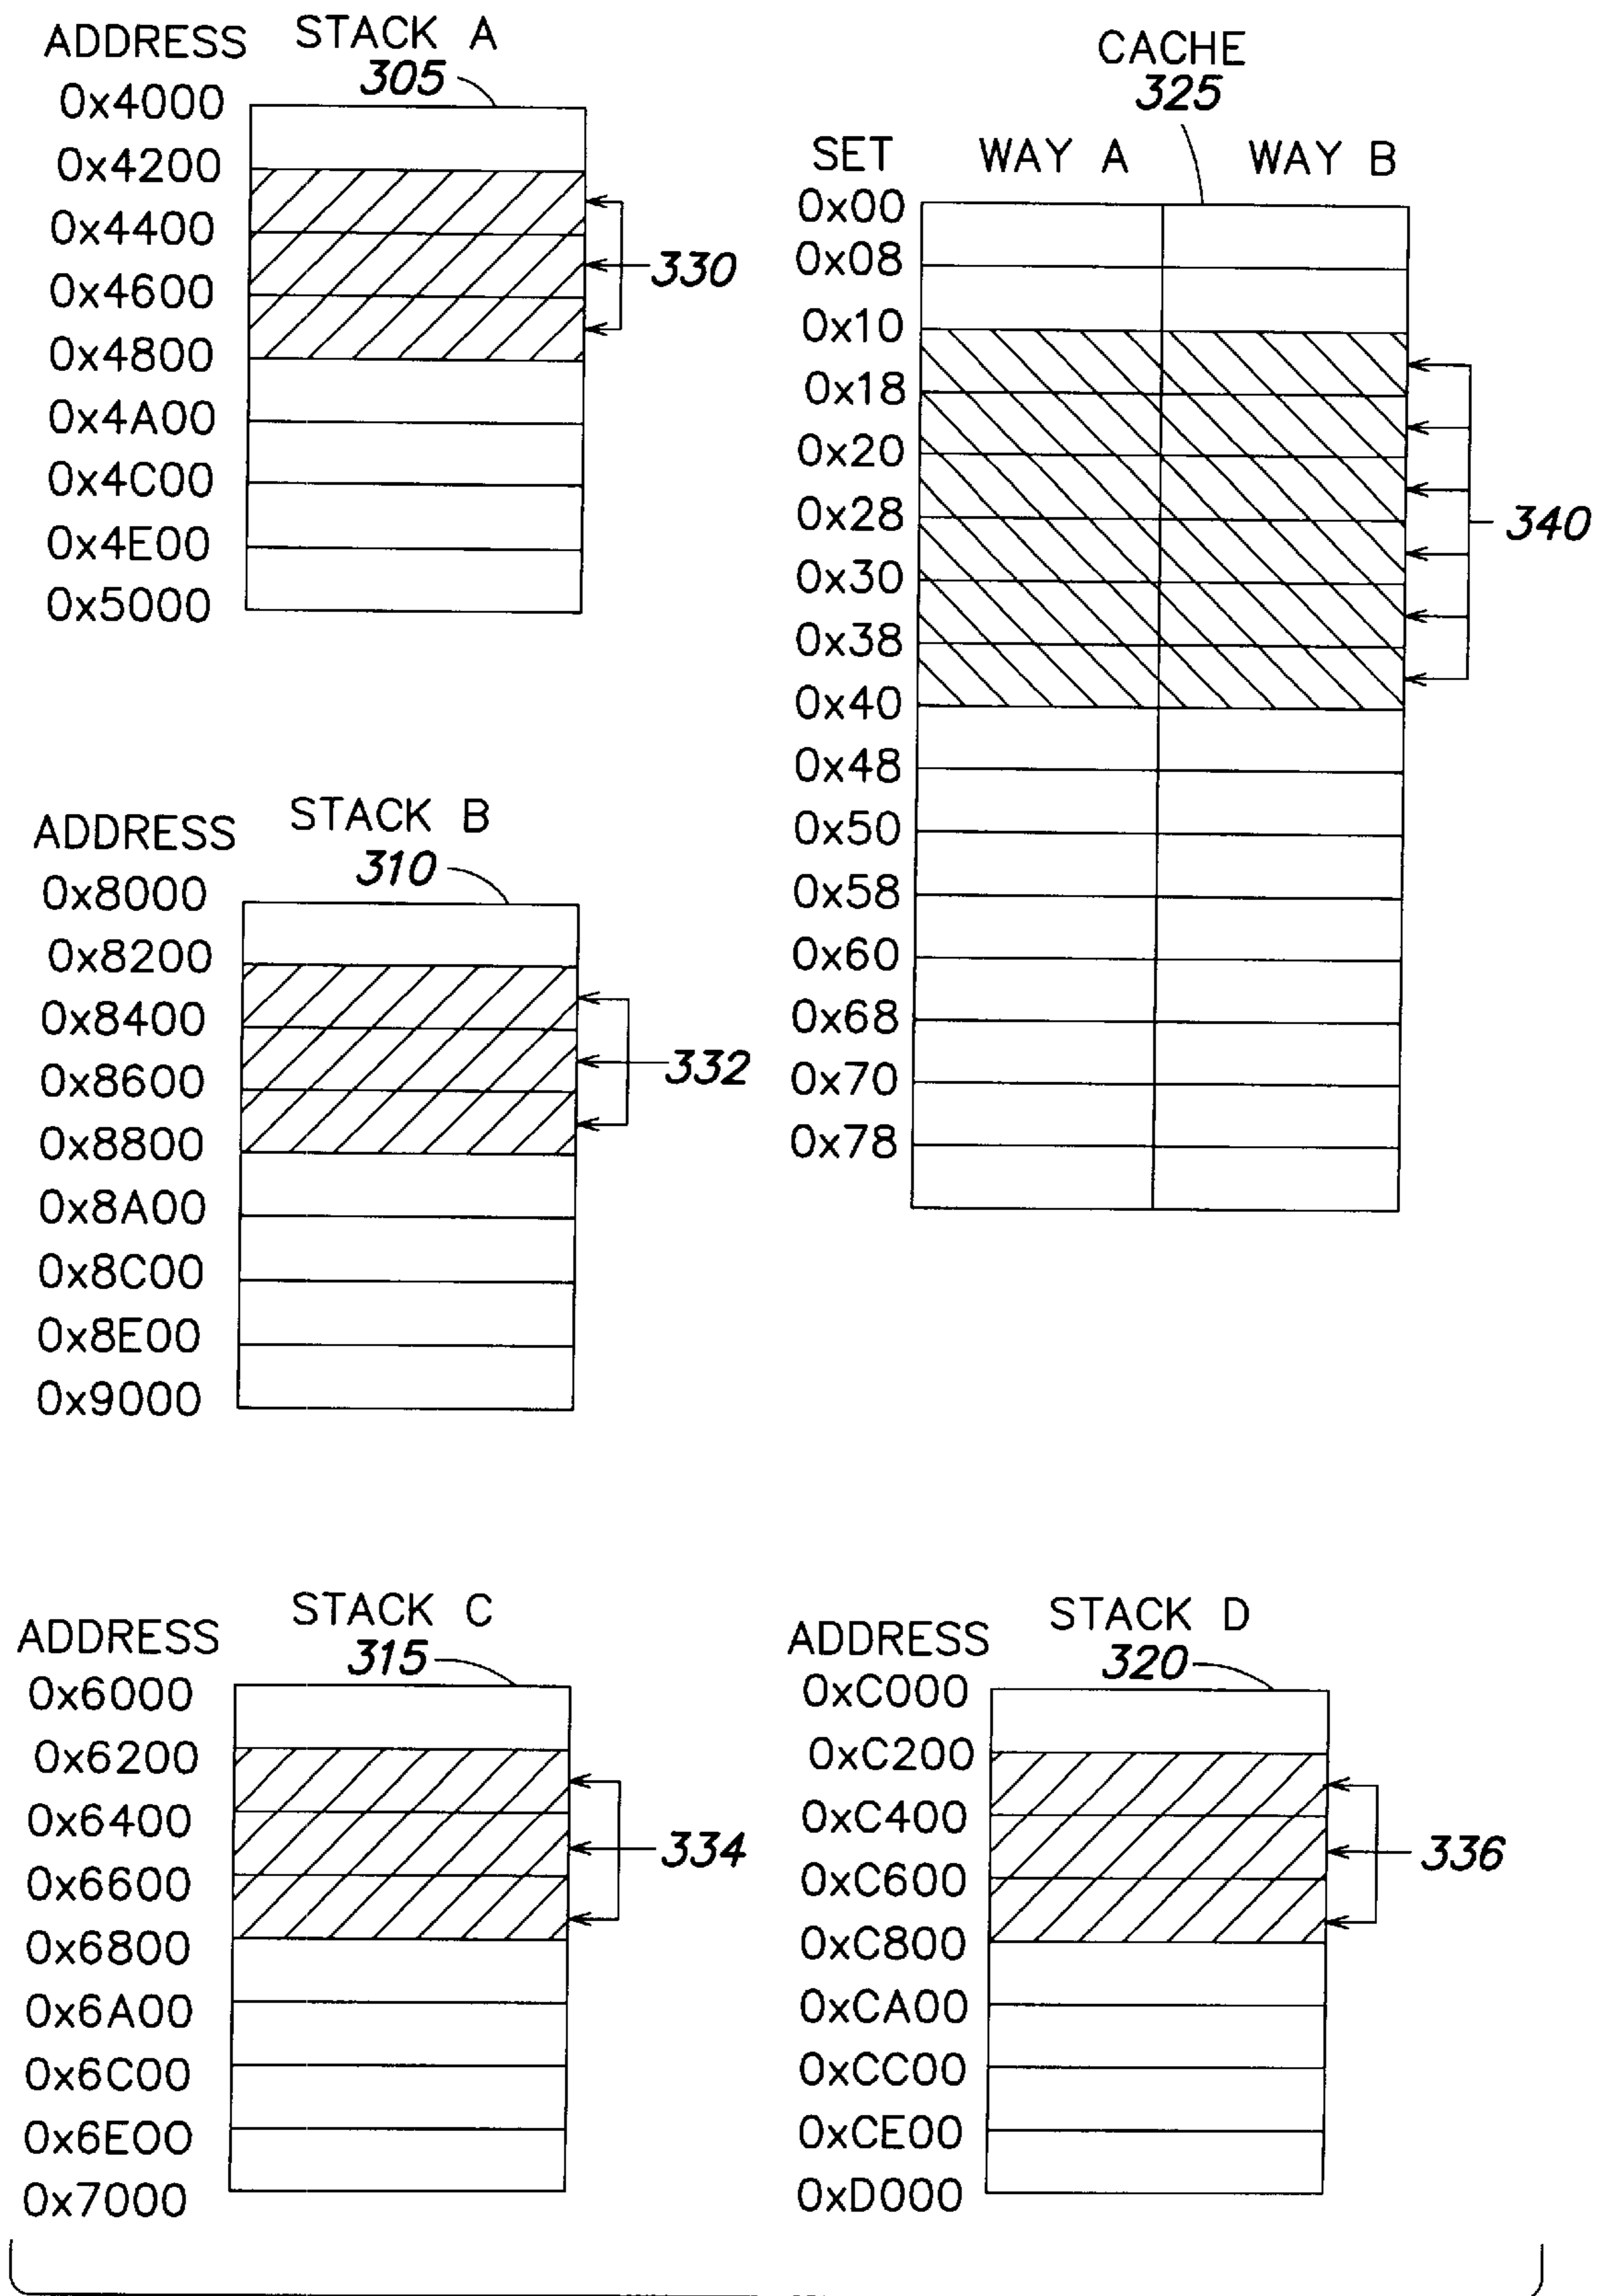 ADDRESS STACK A
305
0x4000
0x4200
0x4400
0x4600
0x4800
0x4A00
0x4C00
0x4E00
0x5000
330
CACHE
325
SET WAY A WAY B
0x00
0x08
0x10
0x18
0x20
0x28
0x30
0x38
0x40
0x48
0x50
0x58
0x60
0x68
0x70
0x78
340
ADDRESS STACK B
310
0x8000
0x8200
0x8400
0x8600
0x8800
0x8A00
0x8C00
0x8E00
0x9000
332
ADDRESS STACK C
315
0x6000
0x6200
0x6400
0x6600
0x6800
0x6A00
0x6C00
0x6E00
0x7000
334
ADDRESS STACK D
320
0xC000
0xC200
0xC400
0xC600
0xC800
0xCA00
0xCC00
0xCE00
0xD000
336